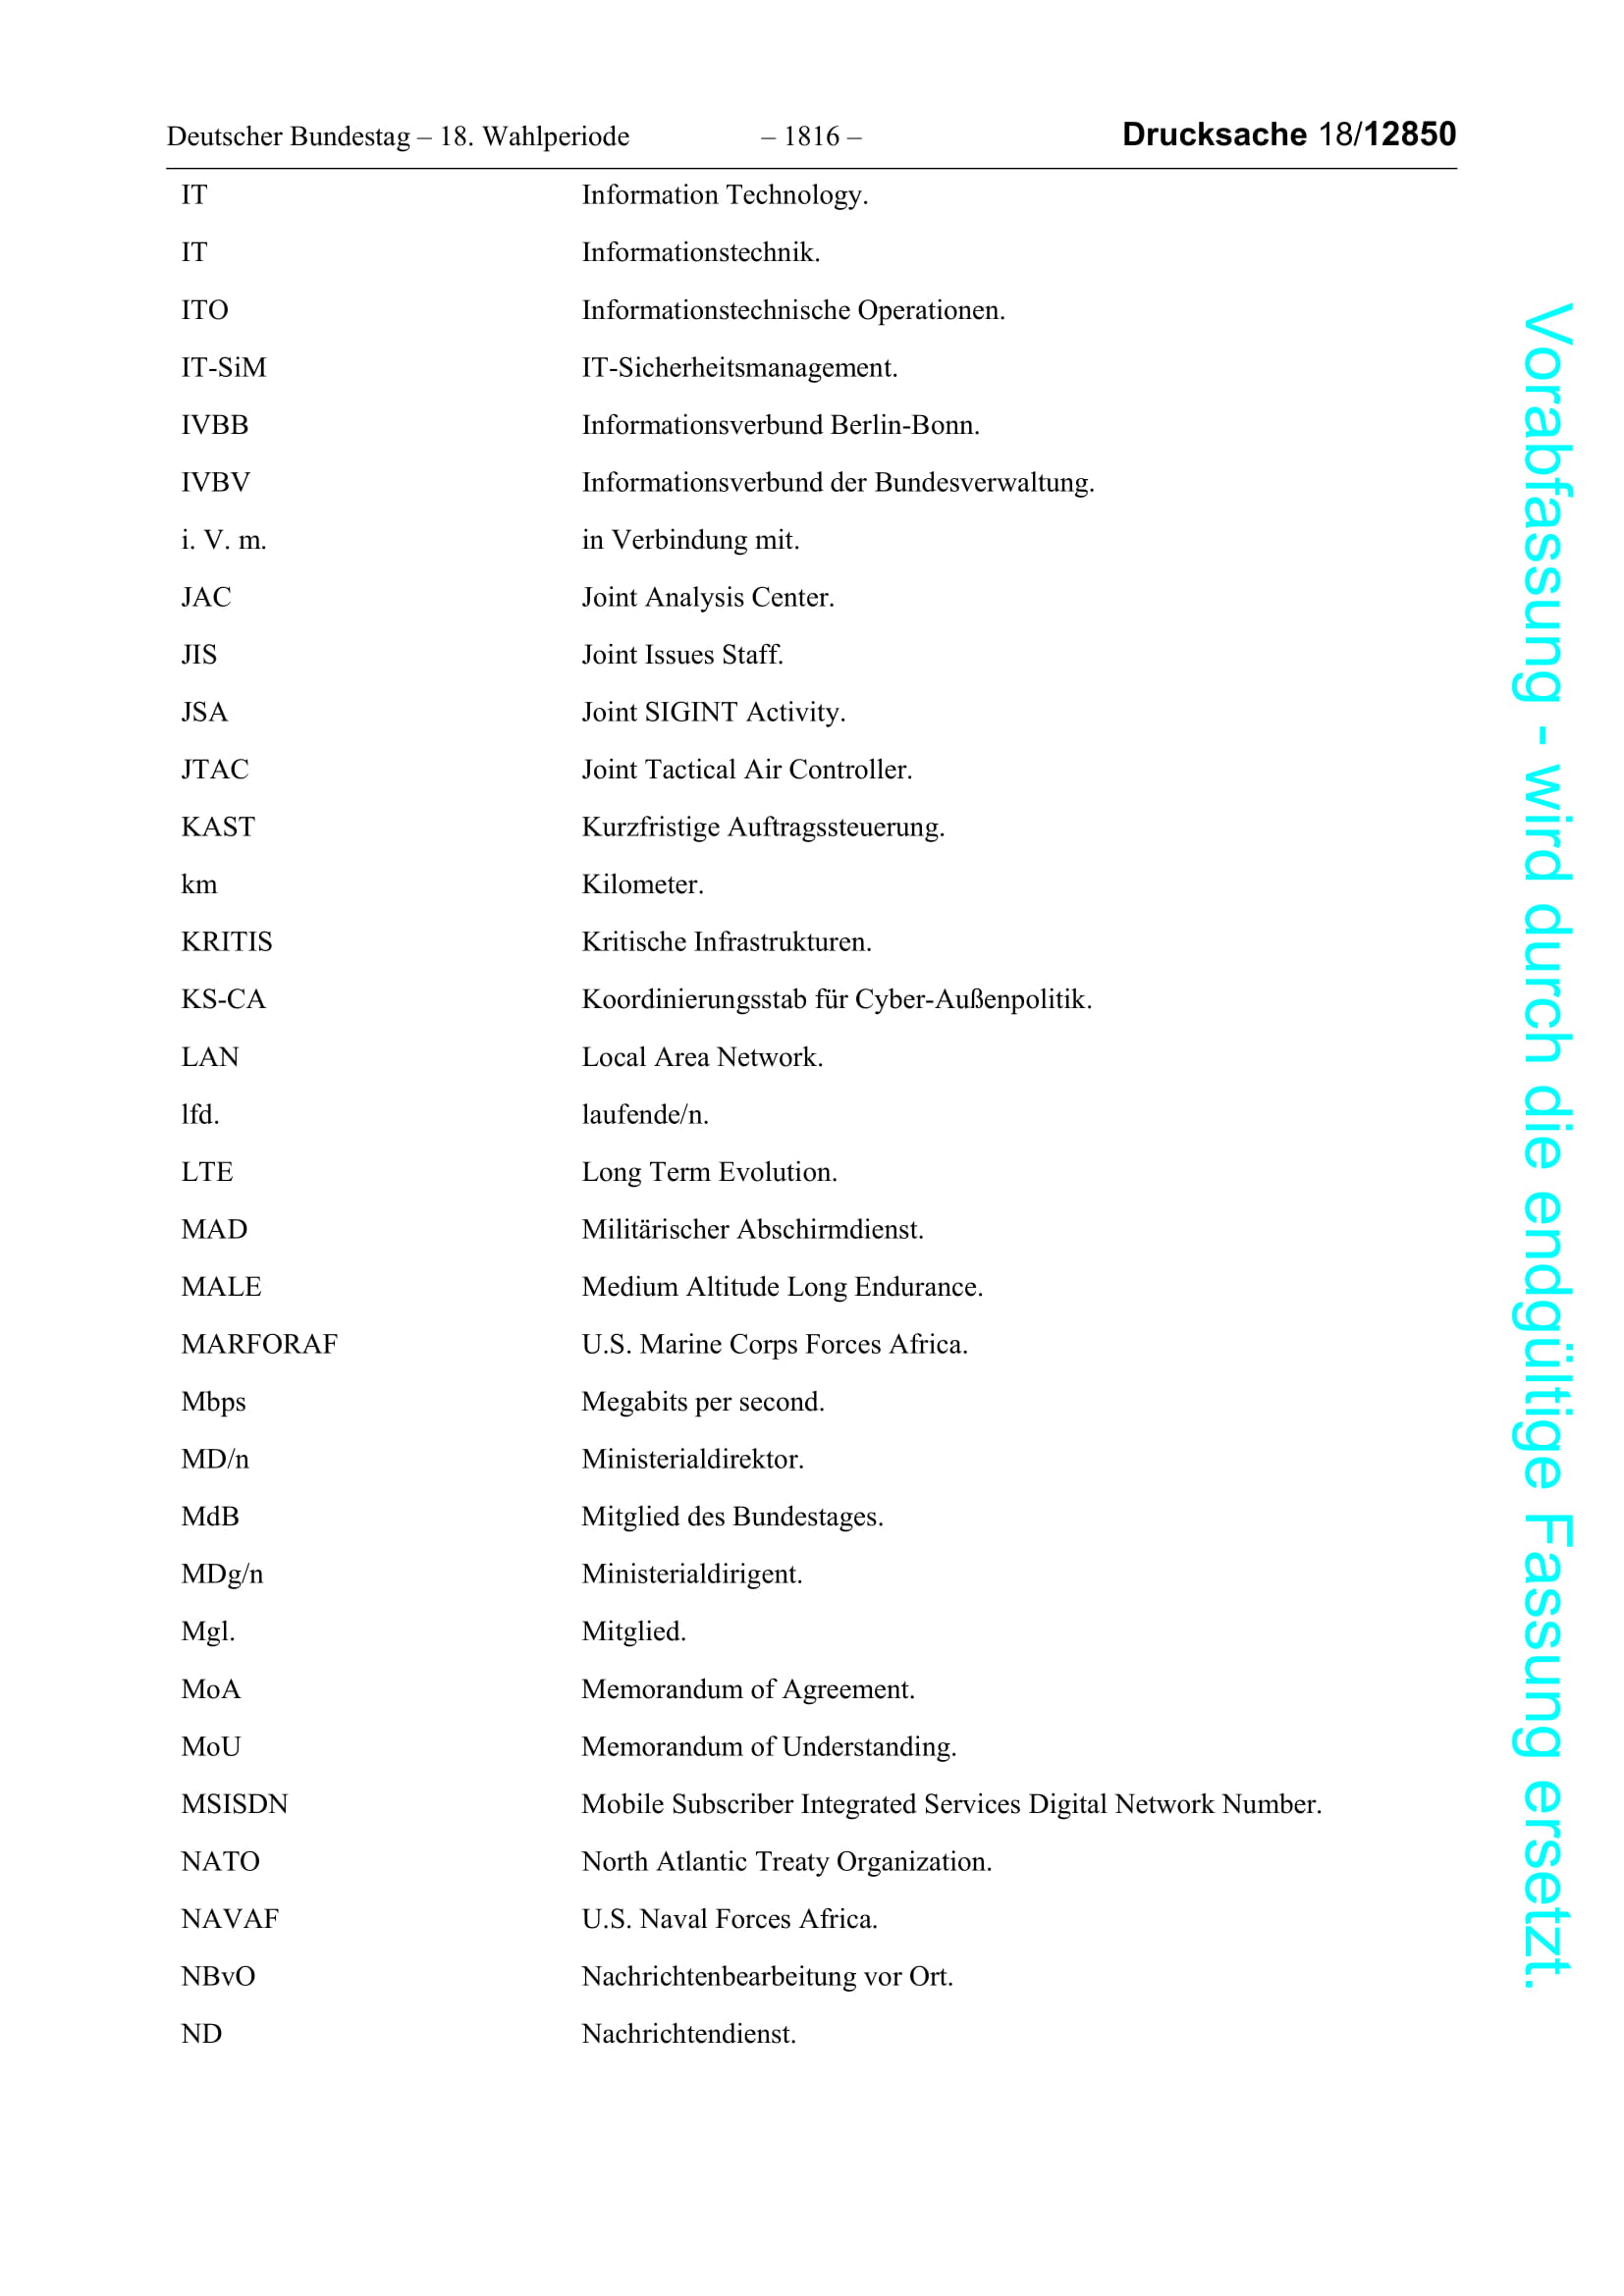 Deutscher Bundestag – 18. Wahlperiode – 1816 – Drucksache 18/12850
IT Information Technology.
IT Informationstechnik.
ITO Informationstechnische Operationen.
IT-SiM IT-Sicherheitsmanagement.
IVBB Informationsverbund Berlin-Bonn.
IVBV Informationsverbund der Bundesverwaltung.
i. V. m. in Verbindung mit.
JAC Joint Analysis Center.
JIS Joint Issues Staff.
JSA Joint SIGINT Activity.
JTAC Joint Tactical Air Controller.
KAST Kurzfristige Auftragssteuerung.
km Kilometer.
KRITIS Kritische Infrastrukturen.
KS-CA Koordinierungsstab für Cyber-Außenpolitik.
LAN Local Area Network.
lfd. laufende/n.
LTE Long Term Evolution.
MAD Militärischer Abschirmdienst.
MALE Medium Altitude Long Endurance.
MARFORAF U.S. Marine Corps Forces Africa.
Mbps Megabits per second.
MD/n Ministerialdirektor.
MdB Mitglied des Bundestages.
MDg/n Ministerialdirigent.
Mgl. Mitglied.
MoA Memorandum of Agreement.
MoU Memorandum of Understanding.
MSISDN Mobile Subscriber Integrated Services Digital Network Number.
NATO North Atlantic Treaty Organization.
NAVAF U.S. Naval Forces Africa.
NBvO Nachrichtenbearbeitung vor Ort.
ND Nachrichtendienst.
Vorabfassung - wird durch die endgültige Fassung ersetzt.